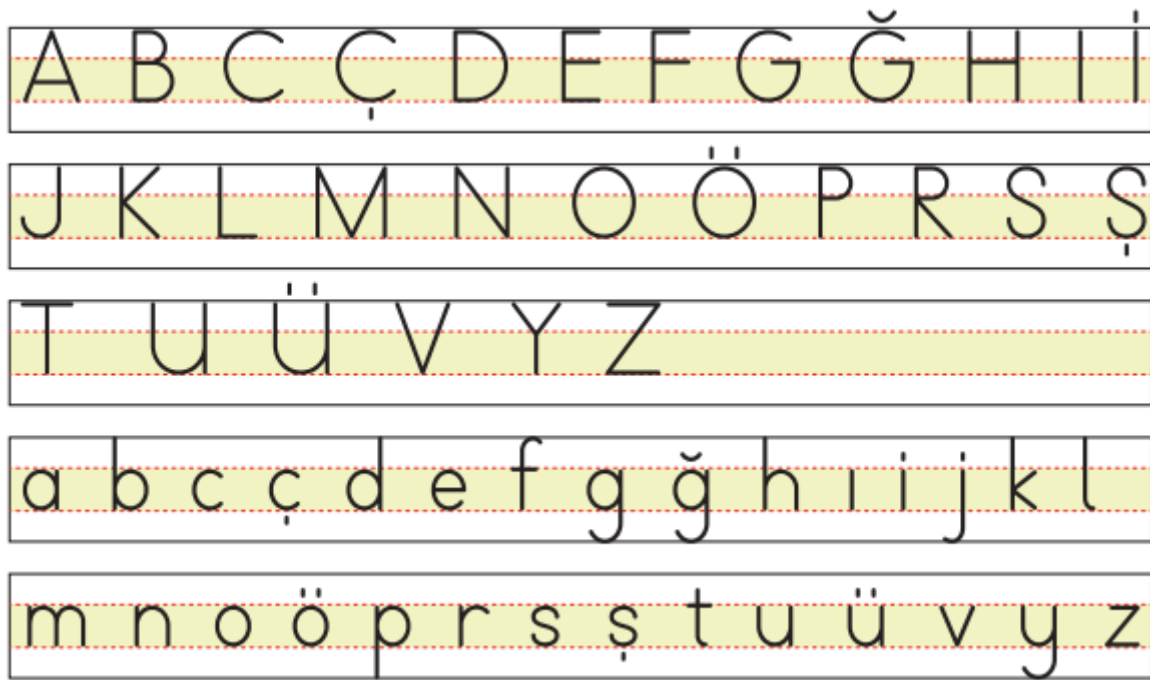 A B C Ç D E F G Ğ H I İ
J K L M N O Ö P R S Ş
T U Ü V Y Z
a b c ç d e f g ğ h ı i j k l
m n o ö p r s ş t u ü v y z